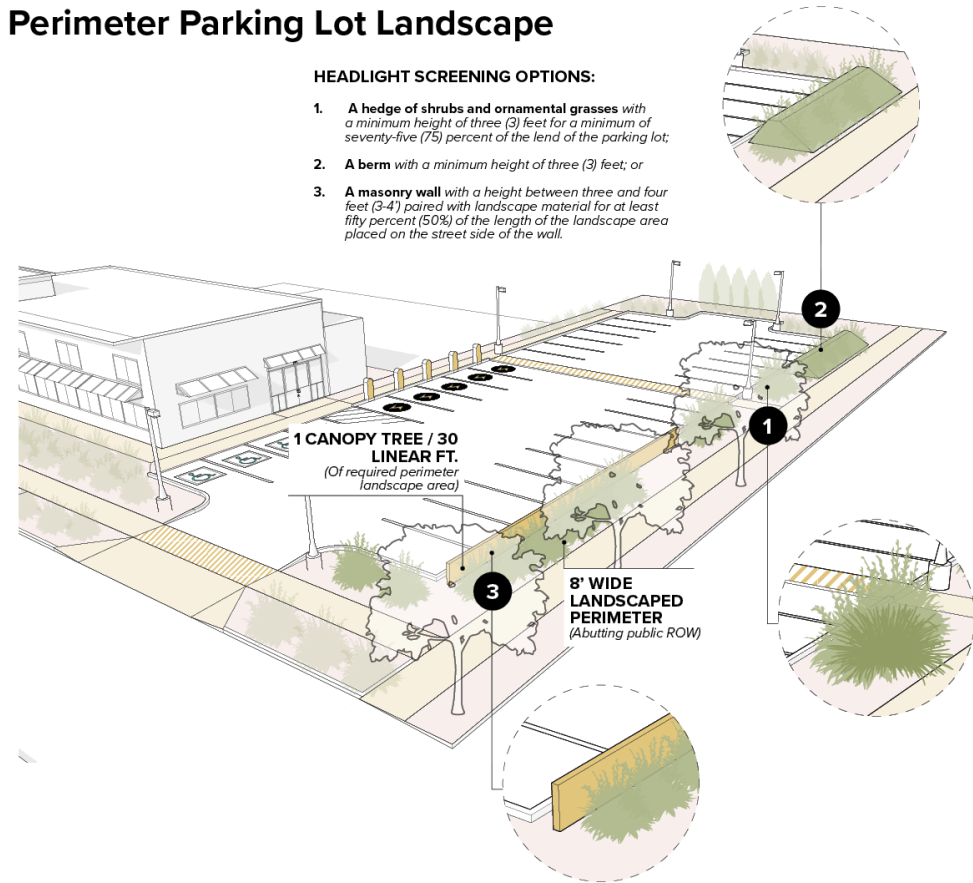 Perimeter Parking Lot Landscape
HEADLIGHT SCREENING OPTIONS:
1. A hedge of shrubs and ornamental grasses with
a minimum height of three (3) feet for a minimum of
seventy-five (75) percent of the lend of the parking lot;
2. A berm with a minimum height of three (3) feet; or
3. A masonry wall with a height between three and four
feet (3-4') paired with landscape material for at least
fifty percent (50%) of the length of the landscape area
placed on the street side of the wall.
2
1
1 CANOPY TREE / 30
LINEAR FT.
(Of required perimeter
landscape area)
3
8' WIDE
LANDSCAPED
PERIMETER
(Abutting public ROW)